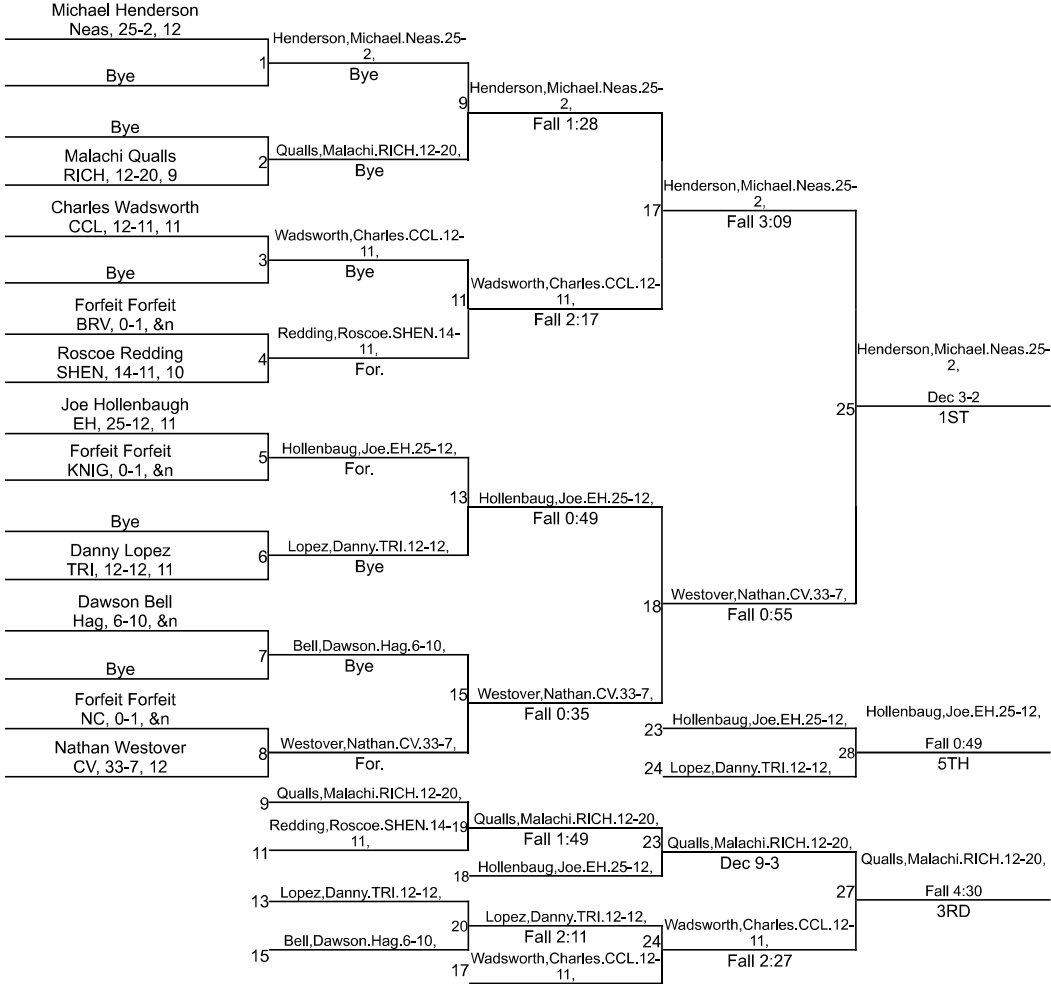 Michael Henderson
Neas, 25-2, 12
1
Bye
Henderson,Michael.Neas.25-
2,
Bye
9
Bye
2
Malachi Qualls
RICH, 12-20, 9
Qualls,Malachi.RICH.12-20,
Bye
Henderson,Michael.Neas.25-
2,
Fall 1:28
17
Charles Wadsworth
CCL, 12-11, 11
3
Bye
Wadsworth,Charles.CCL.12-
11,
Bye
11
Forfeit Forfeit
BRV, 0-1, &n
4
Roscoe Redding
SHEN, 14-11, 10
Redding,Roscoe.SHEN.14-
11,
For.
Wadsworth,Charles.CCL.12-
11,
Fall 2:17
Henderson,Michael.Neas.25-
2,
Fall 3:09
25
Joe Hollenbaugh
EH, 25-12, 11
5
Forfeit Forfeit
KNIG, 0-1, &n
Hollenbaug,Joe.EH.25-12,
For.
13
Bye
6
Danny Lopez
TRI, 12-12, 11
Lopez,Danny.TRI.12-12,
Bye
Hollenbaug,Joe.EH.25-12,
Fall 0:49
18
Dawson Bell
Hag, 6-10, &n
7
Bye
Bell,Dawson.Hag.6-10,
Bye
15
Forfeit Forfeit
NC, 0-1, &n
8
Nathan Westover
CV, 33-7, 12
Westover,Nathan.CV.33-7,
For.
Westover,Nathan.CV.33-7,
Fall 0:35
Westover,Nathan.CV.33-7,
Fall 0:55
Henderson,Michael.Neas.25-
2,
Dec 3-2
1ST
23
Hollenbaug,Joe.EH.25-12,
28
24
Lopez,Danny.TRI.12-12,
Hollenbaug,Joe.EH.25-12,
Fall 0:49
5TH
9
Qualls,Malachi.RICH.12-20,
19
11
Redding,Roscoe.SHEN.14-
11,
Qualls,Malachi.RICH.12-20,
Fall 1:49
23
18
Hollenbaug,Joe.EH.25-12,
Qualls,Malachi.RICH.12-20,
Dec 9-3
27
13
Lopez,Danny.TRI.12-12,
20
15
Bell,Dawson.Hag.6-10,
Lopez,Danny.TRI.12-12,
Fall 2:11
24
17
Wadsworth,Charles.CCL.12-
11,
Wadsworth,Charles.CCL.12-
11,
Fall 2:27
Qualls,Malachi.RICH.12-20,
Fall 4:30
3RD